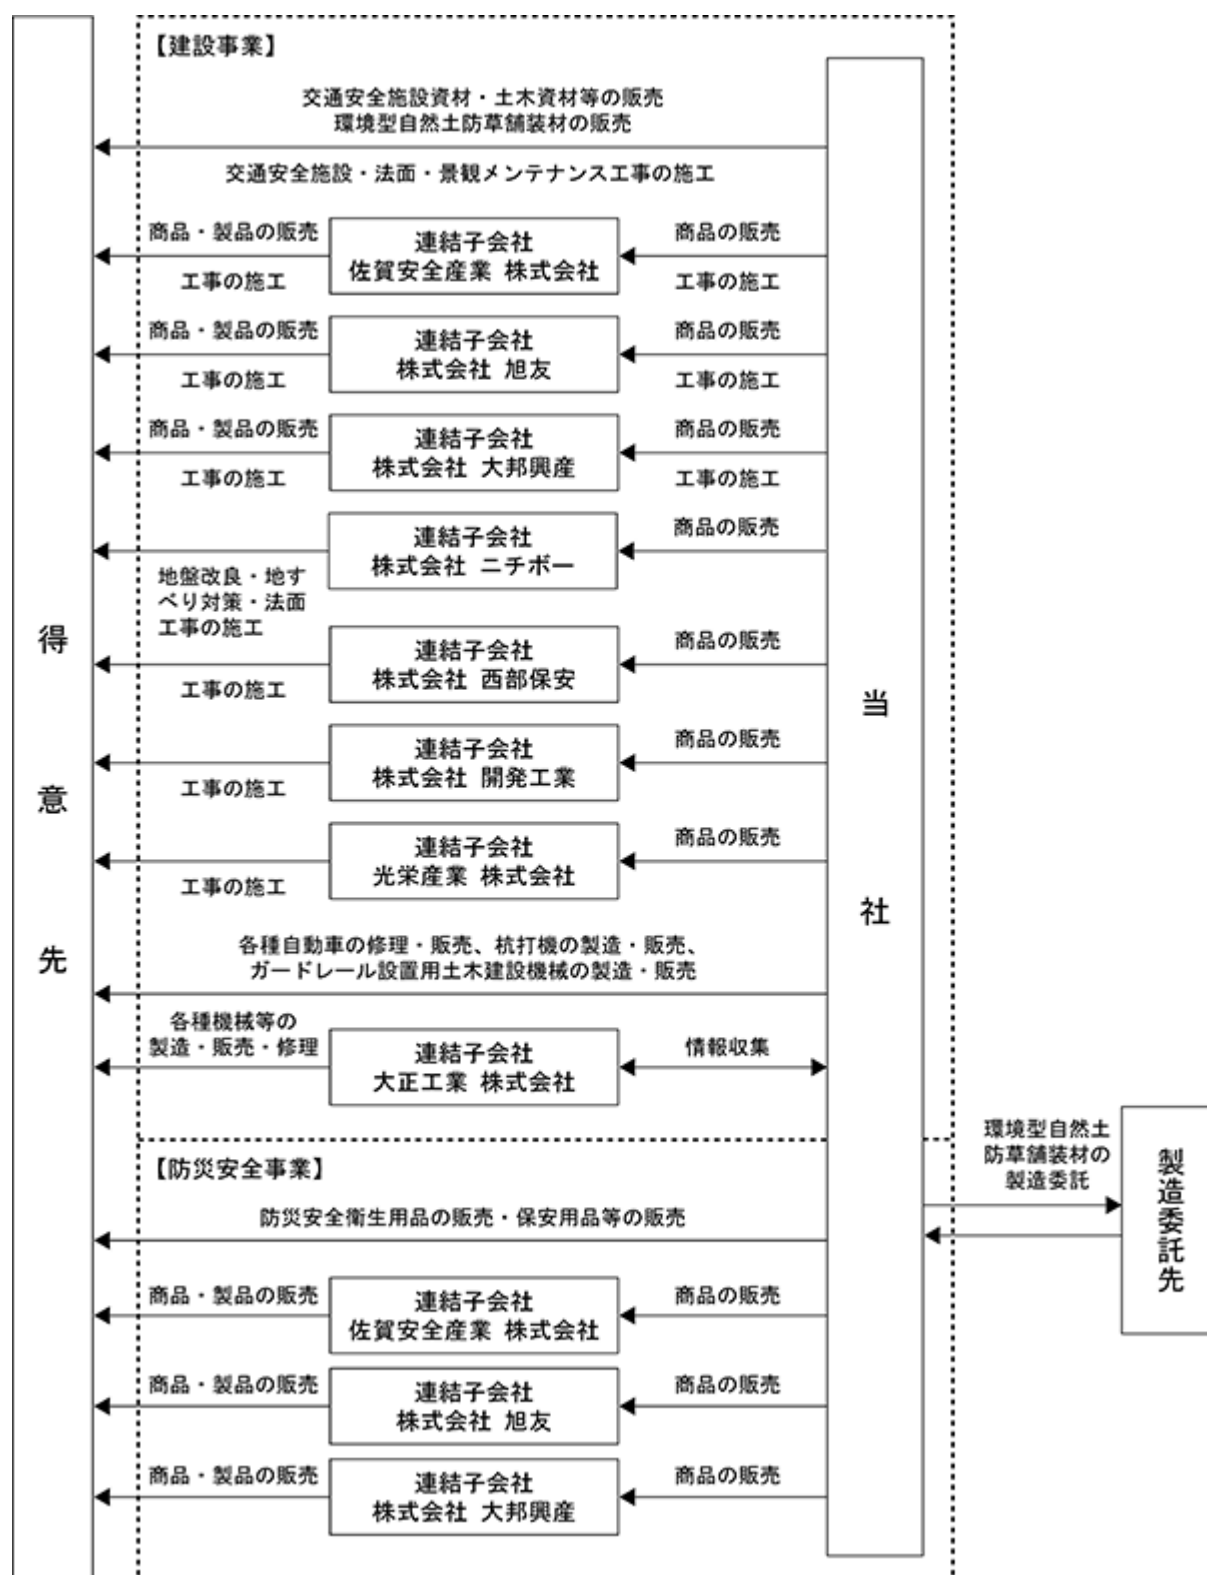 【建設事業】
交通安全施設資材・土木資材等の販売
環境型自然土防草舗装材の販売
交通安全施設・法面・景観メンテナンス工事の施工
商品・製品の販売
工事の施工
連結子会社
佐賀安全産業 株式会社
商品の販売
工事の施工
商品・製品の販売
工事の施工
連結子会社
株式会社 旭友
商品の販売
工事の施工
商品・製品の販売
工事の施工
連結子会社
株式会社 大邦興産
商品の販売
工事の施工
地盤改良・地す
べり対策・法面
工事の施工
連結子会社
株式会社 ニチボー
商品の販売
工事の施工
連結子会社
株式会社 西部保安
商品の販売
工事の施工
連結子会社
株式会社 開発工業
商品の販売
工事の施工
連結子会社
光栄産業 株式会社
商品の販売
各種自動車の修理・販売、杭打機の製造・販売、
ガードレール設置用土木建設機械の製造・販売
各種機械等の
製造・販売・修理
連結子会社
大正工業 株式会社
情報収集
【防災安全事業】
防災安全衛生用品の販売・保安用品等の販売
商品・製品の販売
連結子会社
佐賀安全産業 株式会社
商品の販売
商品・製品の販売
連結子会社
株式会社 旭友
商品の販売
商品・製品の販売
連結子会社
株式会社 大邦興産
商品の販売
得意先
当社
環境型自然土
防草舗装材の
製造委託
製造委託先